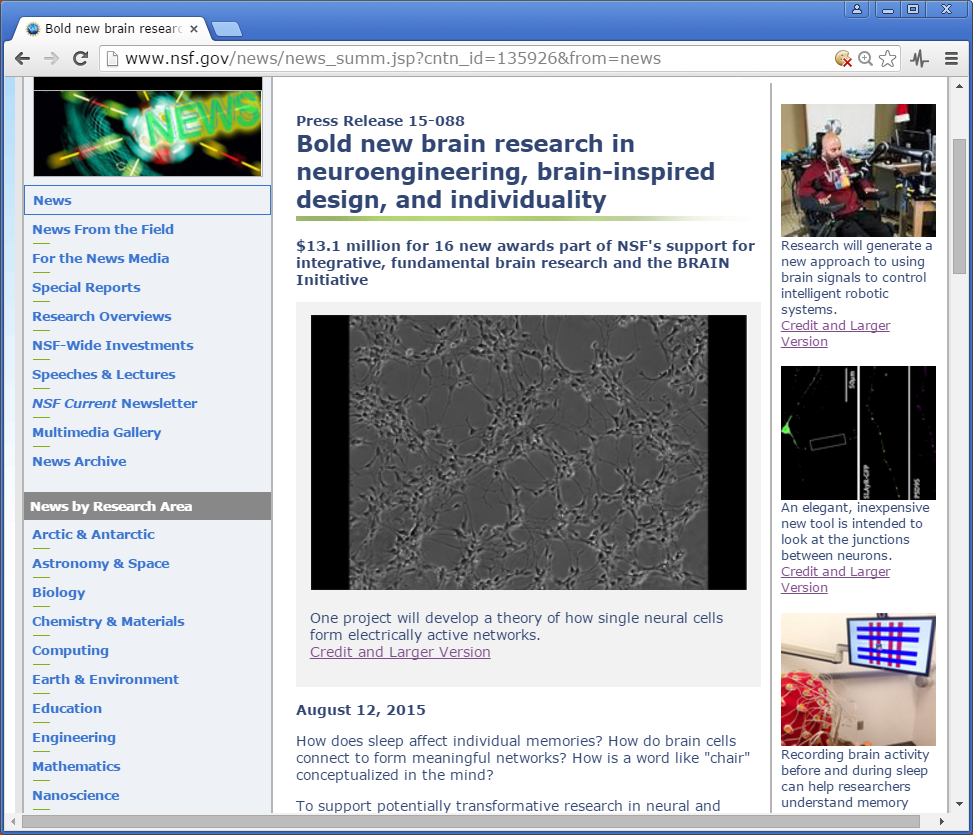 Bold new brain researc
www.nsf.gov/news/news_summ.jsp?cntn_id=135926&from=news
NEWS
News
News From the Field
For the News Media
Special Reports
Research Overviews
NSF-Wide Investments
Speeches & Lectures
NSF Current Newsletter
Multimedia Gallery
News Archive
News by Research Area
Arctic & Antarctic
Astronomy & Space
Biology
Chemistry & Materials
Computing
Earth & Environment
Education
Engineering
Mathematics
Nanoscience
Press Release 15-088
Bold new brain research in
neuroengineering, brain-inspired
design, and individuality
$13.1 million for 16 new awards part of NSF's support for
integrative, fundamental brain research and the BRAIN
Initiative
One project will develop a theory of how single neural cells
form electrically active networks.
Credit and Larger Version
August 12, 2015
How does sleep affect individual memories? How do brain cells
connect to form meaningful networks? How is a word like "chair"
conceptualized in the mind?
To support potentially transformative research in neural and
Research will generate a
new approach to using
brain signals to control
intelligent robotic
systems.
Credit and Larger
Version
50µm
SLAyR-GFP
PSD95
An elegant, inexpensive
new tool is intended to
look at the junctions
between neurons.
Credit and Larger
Version
Recording brain activity
before and during sleep
can help researchers
understand memory